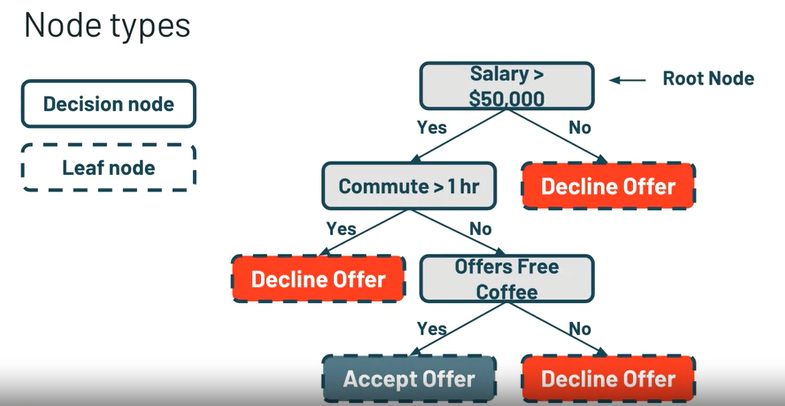 Node types
Salary >
$50,000
Root Node
Decision node
Yes
No
Leaf node
Commute > 1 hr
Decline Offer
Yes
No
Decline Offer
Offers Free
Coffee
Yes
No
Accept Offer
Decline Offer